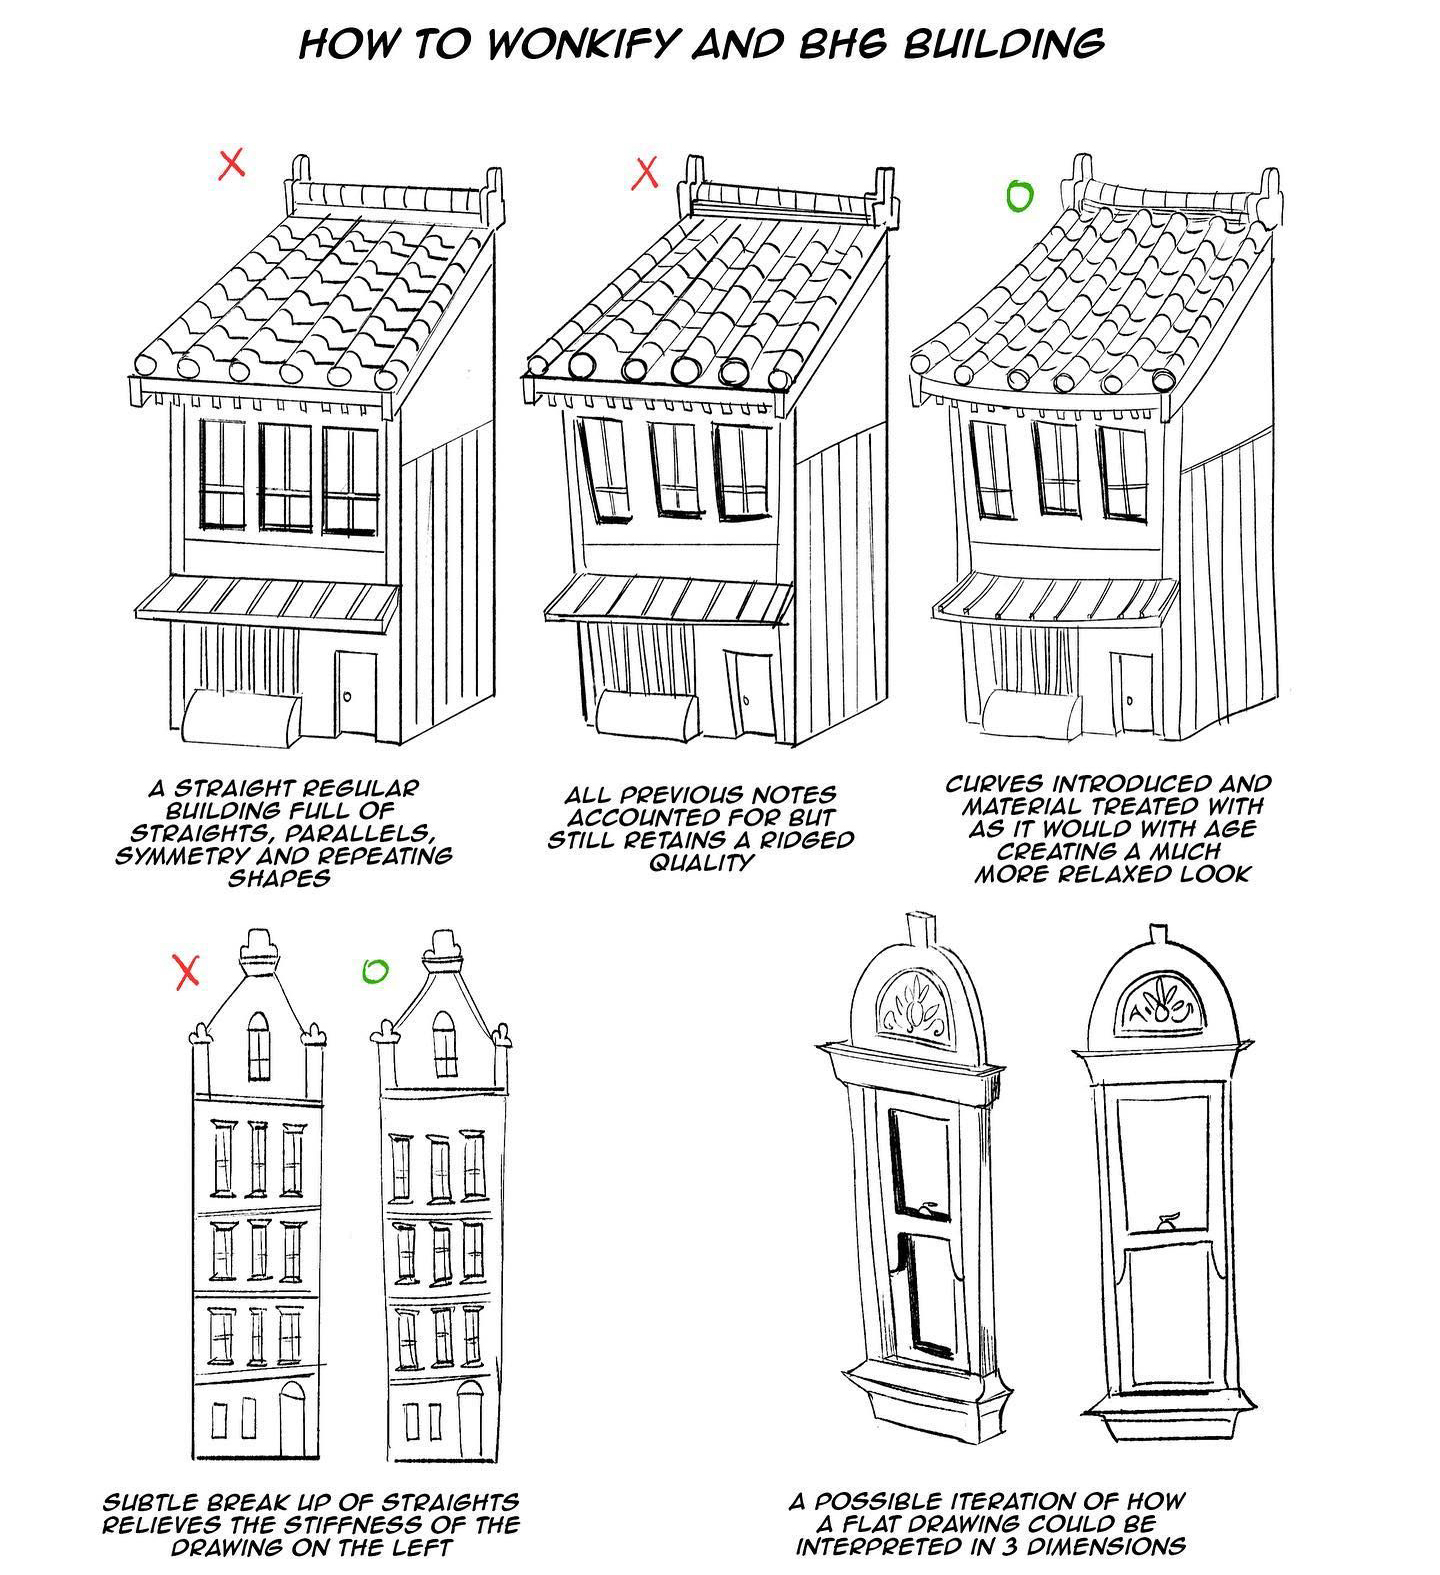 HOW TO WONKIFY AND BHG BUILDING
A STRAIGHT REGULAR
BUILDING FULL OF
STRAIGHTS, PARALLELS,
SYMMETRY AND REPEATING
SHAPES
ALL PREVIOUS NOTES
ACCOUNTED FOR BUT
STILL RETAINS A RIDGED
QUALITY
CURVES INTRODUCED AND
MATERIAL TREATED WITH
AS IT WOULD WITH AGE
CREATING A MUCH
MORE RELAXED LOOK
SUBTLE BREAK UP OF STRAIGHTS
RELIEVES THE STIFFNESS OF THE
DRAWING ON THE LEFT
A POSSIBLE ITERATION OF HOW
A FLAT DRAWING COULD BE
INTERPRETED IN 3 DIMENSIONS